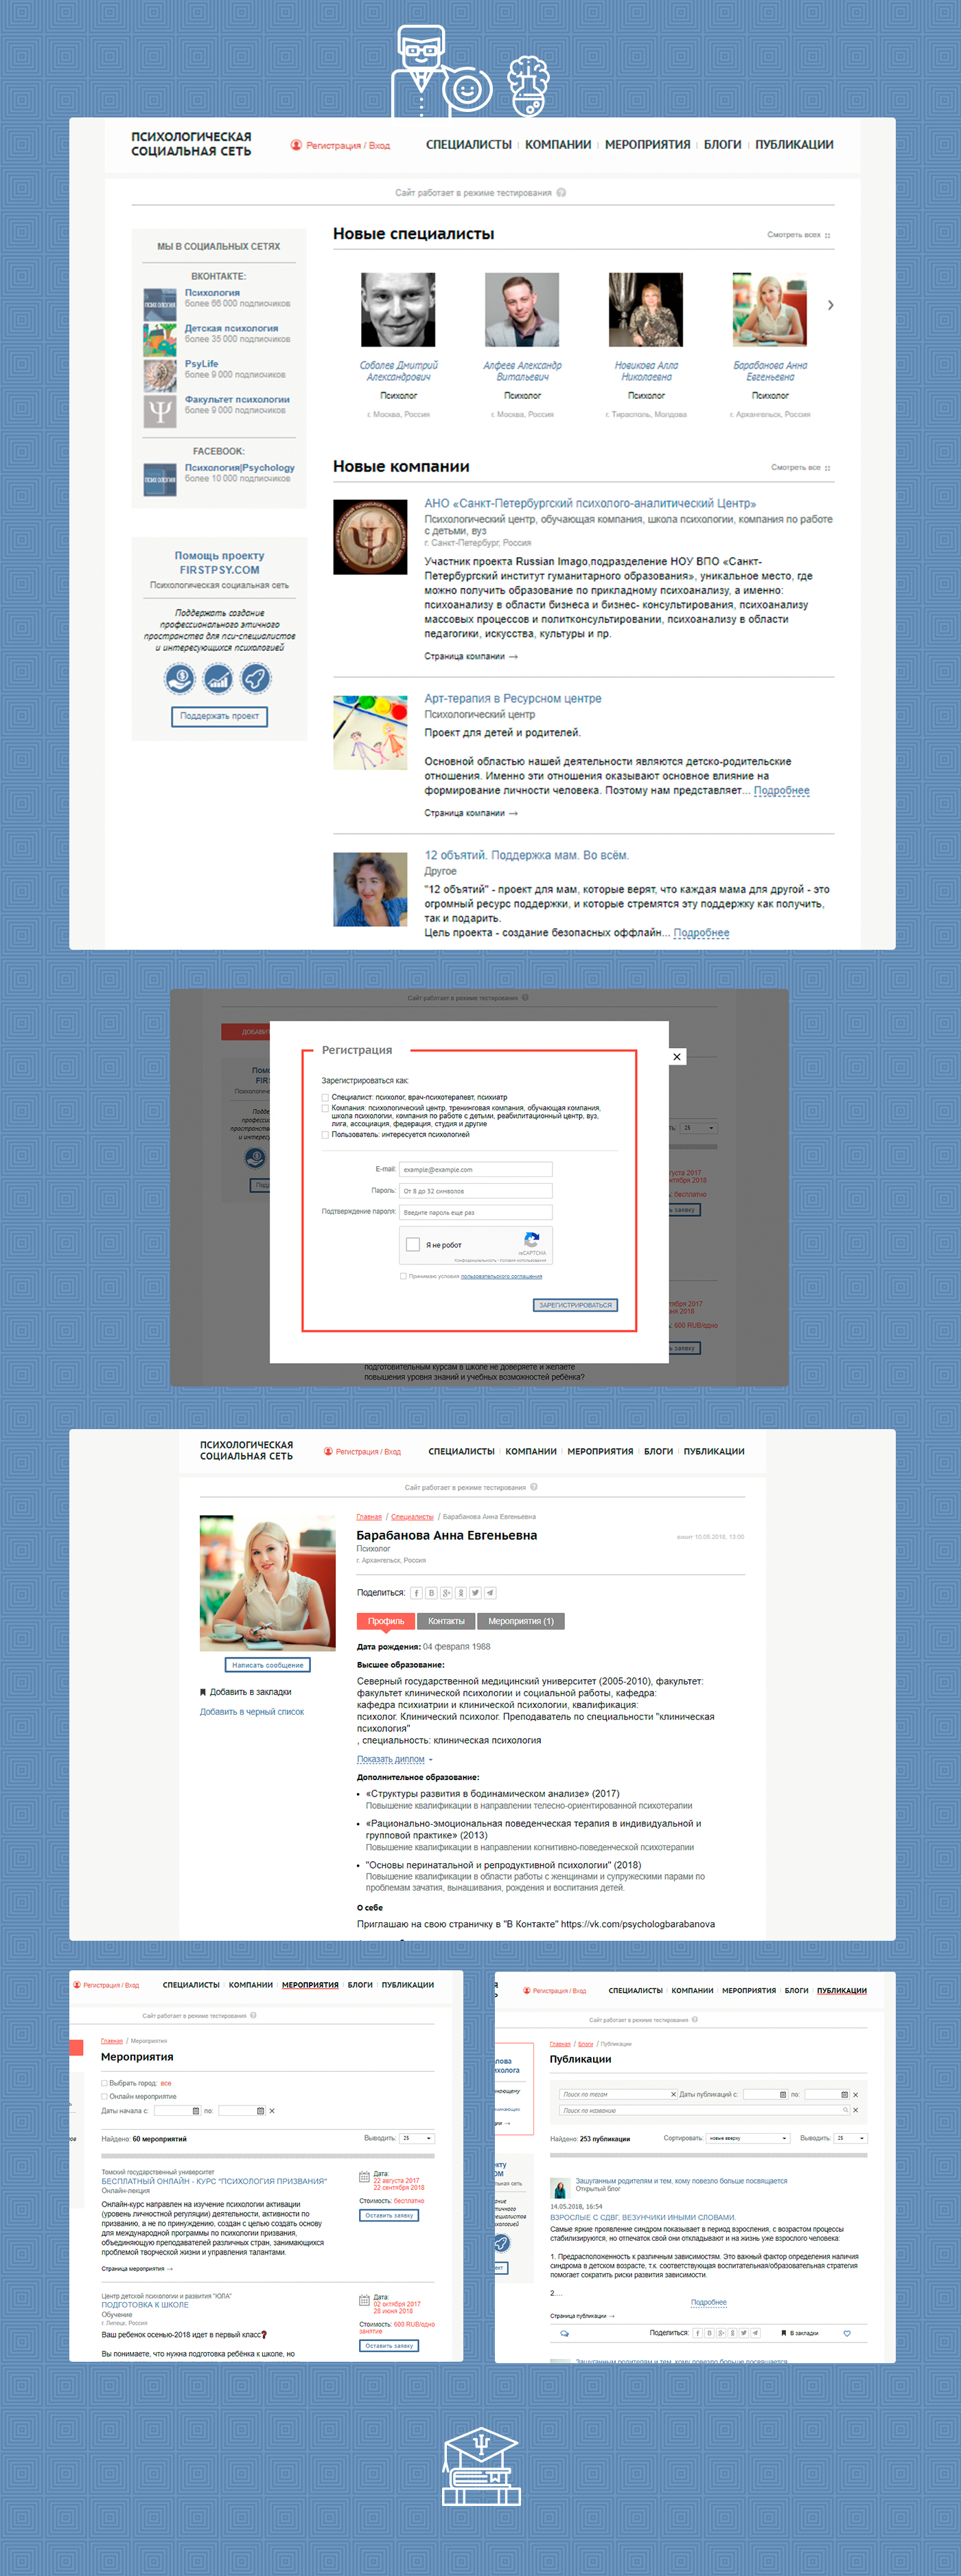 ПСИХОЛОГИЧЕСКАЯ
СОЦИАЛЬНАЯ СЕТЬ
Регистрация / Вход
СПЕЦИАЛИСТЫ
КОМПАНИИ
МЕРОПРИЯТИЯ
БЛОГИ
ПУБЛИКАЦИИ
Сайт работает в режиме тестирования ?
МЫ В СОЦИАЛЬНЫХ СЕТЯХ
ВКОНТАКТЕ:
Психология
более 66 000 подписчиков
Детская психология
более 35 000 подписчиков
PsyLife
более 9 000 подписчиков
Факультет психологии
более 9 000 подписчиков
FACEBOOK:
Психология|Psychology
более 10 000 подписчиков
Помощь проекту
FIRSTPSY.COM
Психологическая социальная сеть
Поддержать создание
профессионального этичного
пространства для пси-специалистов
и интересующихся психологией
Поддержать проект
Новые специалисты
Смотреть всех
Соболев Дмитрий
Александрович
Психолог
г. Москва, Россия
Алфеев Александр
Витальевич
Психолог
г. Москва, Россия
Новикова Алла
Николаевна
Психолог
г. Тирасполь, Молдова
Барабанова Анна
Евгеньевна
Психолог
г. Архангельск, Россия
Новые компании
Смотреть все
АНО «Санкт-Петербургский психолого-аналитический Центр»
Психологический центр, обучающая компания, школа психологии, компания по работе
с детьми, вуз
г. Санкт-Петербург, Россия
Участник проекта Russian Imago,подразделение НОУ ВПО «Санкт-
Петербургский институт гуманитарного образования», уникальное место, где
можно получить образование по прикладному психоанализу, а именно:
психоанализу в области бизнеса и бизнес- консультирования, психоанализу
массовых процессов и политконсультировании, психоанализу в области
педагогики, искусства, культуры и пр.
Страница компании →
Арт-терапия в Ресурсном центре
Психологический центр
Проект для детей и родителей.
Основной областью нашей деятельности являются детско-родительские
отношения. Именно эти отношения оказывают основное влияние на
формирование личности человека. Поэтому нам представляет... Подробнее
Страница компании →
12 объятий. Поддержка мам. Во всём.
Другое
"12 объятий" - проект для мам, которые верят, что каждая мама для другой - это
огромный ресурс поддержки, и которые стремятся эту поддержку как получить,
так и подарить.
Цель проекта - создание безопасных оффлайн... Подробнее
Сайт работает в режиме тестирования ?
Регистрация
Зарегистрироваться как:
Специалист: психолог, врач-психотерапевт, психиатр
Компания: психологический центр, тренинговая компания, обучающая компания,
школа психологии, компания по работе с детьми, реабилитационный центр, вуз,
лига, ассоциация, федерация, студия и другие
Пользователь: интересуется психологией
E-mail: example@example.com
Пароль: От 8 до 32 символов
Подтверждение пароля: Введите пароль еще раз
Я не робот
reCAPTCHA
Конфиденциальность - Условия использования
Принимаю условия пользовательского соглашения
ЗАРЕГИСТРИРОВАТЬСЯ
600 RUB/одно
подготовительным курсам в школе не доверяете и желаете
повышения уровня знаний и учебных возможностей ребёнка?
ПСИХОЛОГИЧЕСКАЯ
СОЦИАЛЬНАЯ СЕТЬ
Регистрация / Вход
СПЕЦИАЛИСТЫ
КОМПАНИИ
МЕРОПРИЯТИЯ
БЛОГИ
ПУБЛИКАЦИИ
Сайт работает в режиме тестирования ?
Главная / Специалисты / Барабанова Анна Евгеньевна
Барабанова Анна Евгеньевна
визит 10.05.2018, 13:00
Психолог
г. Архангельск, Россия
Поделиться:
Профиль
Контакты
Мероприятия (1)
Написать сообщение
Добавить в закладки
Добавить в черный список
Дата рождения: 04 февраля 1988
Высшее образование:
Северный государственный медицинский университет (2005-2010), факультет:
факультет клинической психологии и социальной работы, кафедра:
кафедра психиатрии и клинической психологии, квалификация:
психолог. Клинический психолог. Преподаватель по специальности "клиническая
психология"
, специальность: клиническая психология
Показать диплом
Дополнительное образование:
• «Структуры развития в бодинамическом анализе» (2017)
Повышение квалификации в направлении телесно-ориентированной психотерапии
• «Рационально-эмоциональная поведенческая терапия в индивидуальной и
групповой практике» (2013)
Повышение квалификации в направлении когнитивно-поведенческой психотерапии
• "Основы перинатальной и репродуктивной психологии" (2018)
Повышение квалификации в области работы с женщинами и супружескими парами по
проблемам зачатия, вынашивания, рождения и воспитания детей.
О себе
Приглашаю на свою страничку в "В Контакте" https://vk.com/psychologbarabanova
Регистрация / Вход
СПЕЦИАЛИСТЫ
КОМПАНИИ
МЕРОПРИЯТИЯ
БЛОГИ
ПУБЛИКАЦИИ
Сайт работает в режиме тестирования ?
Главная / Мероприятия
Мероприятия
Выбрать город: все
Онлайн мероприятие
Даты начала с: по:
Найдено: 60 мероприятий
Выводить: 25
Томский государственный университет
БЕСПЛАТНЫЙ ОНЛАЙН - КУРС "ПСИХОЛОГИЯ ПРИЗВАНИЯ"
Онлайн-лекция
Онлайн-курс направлен на изучение психологии активации
(уровень личностной регуляции) деятельности, активности по
призванию, а не по принуждению, создан с целью создать основу
для международной программы по психологии призвания,
объединяющую преподавателей различных стран, занимающихся
проблемой творческой жизни и управления талантами.
Страница мероприятия →
Дата:
22 августа 2017
22 сентября 2018
Стоимость: бесплатно
Оставить заявку
Центр детской психологии и развития "ЮЛА"
ПОДГОТОВКА К ШКОЛЕ
Обучение
г. Липецк, Россия
Ваш ребенок осенью-2018 идет в первый класс?
Вы понимаете, что нужна подготовка ребёнка к школе, но
Дата:
02 октября 2017
28 июня 2018
Стоимость: 600 RUB/одно
занятие
Оставить заявку
Регистрация / Вход
СПЕЦИАЛИСТЫ
КОМПАНИИ
МЕРОПРИЯТИЯ
БЛОГИ
ПУБЛИКАЦИИ
Сайт работает в режиме тестирования ?
Главная / Блоги / Публикации
Публикации
Поиск по тегам
Даты публикаций с: по:
Поиск по названию
Найдено: 253 публикации
Сортировать: новые вверху
Выводить: 25
Зашуганным родителям и тем, кому повезло больше посвящается
Открытый блог
14.05.2018, 16:54
ВЗРОСЛЫЕ С СДВГ, ВЕЗУНЧИКИ ИНЫМИ СЛОВАМИ.
Самые яркие проявление синдром показывает в период взросления, с возрастом процессы
стабилизируются, но отпечаток свой они откладывают и на жизнь уже взрослого человека:
1. Предрасположенность к различным зависимостям. Это важный фактор определения наличия
синдрома в детском возрасте, т.к. соответствующая воспитательная/образовательная стратегия
помогает сократить риски развития зависимости.
2....
Подробнее
Страница публикации →
Поделиться:
В закладки
Зашуганным родителям и тем, кому повезло больше посвящается